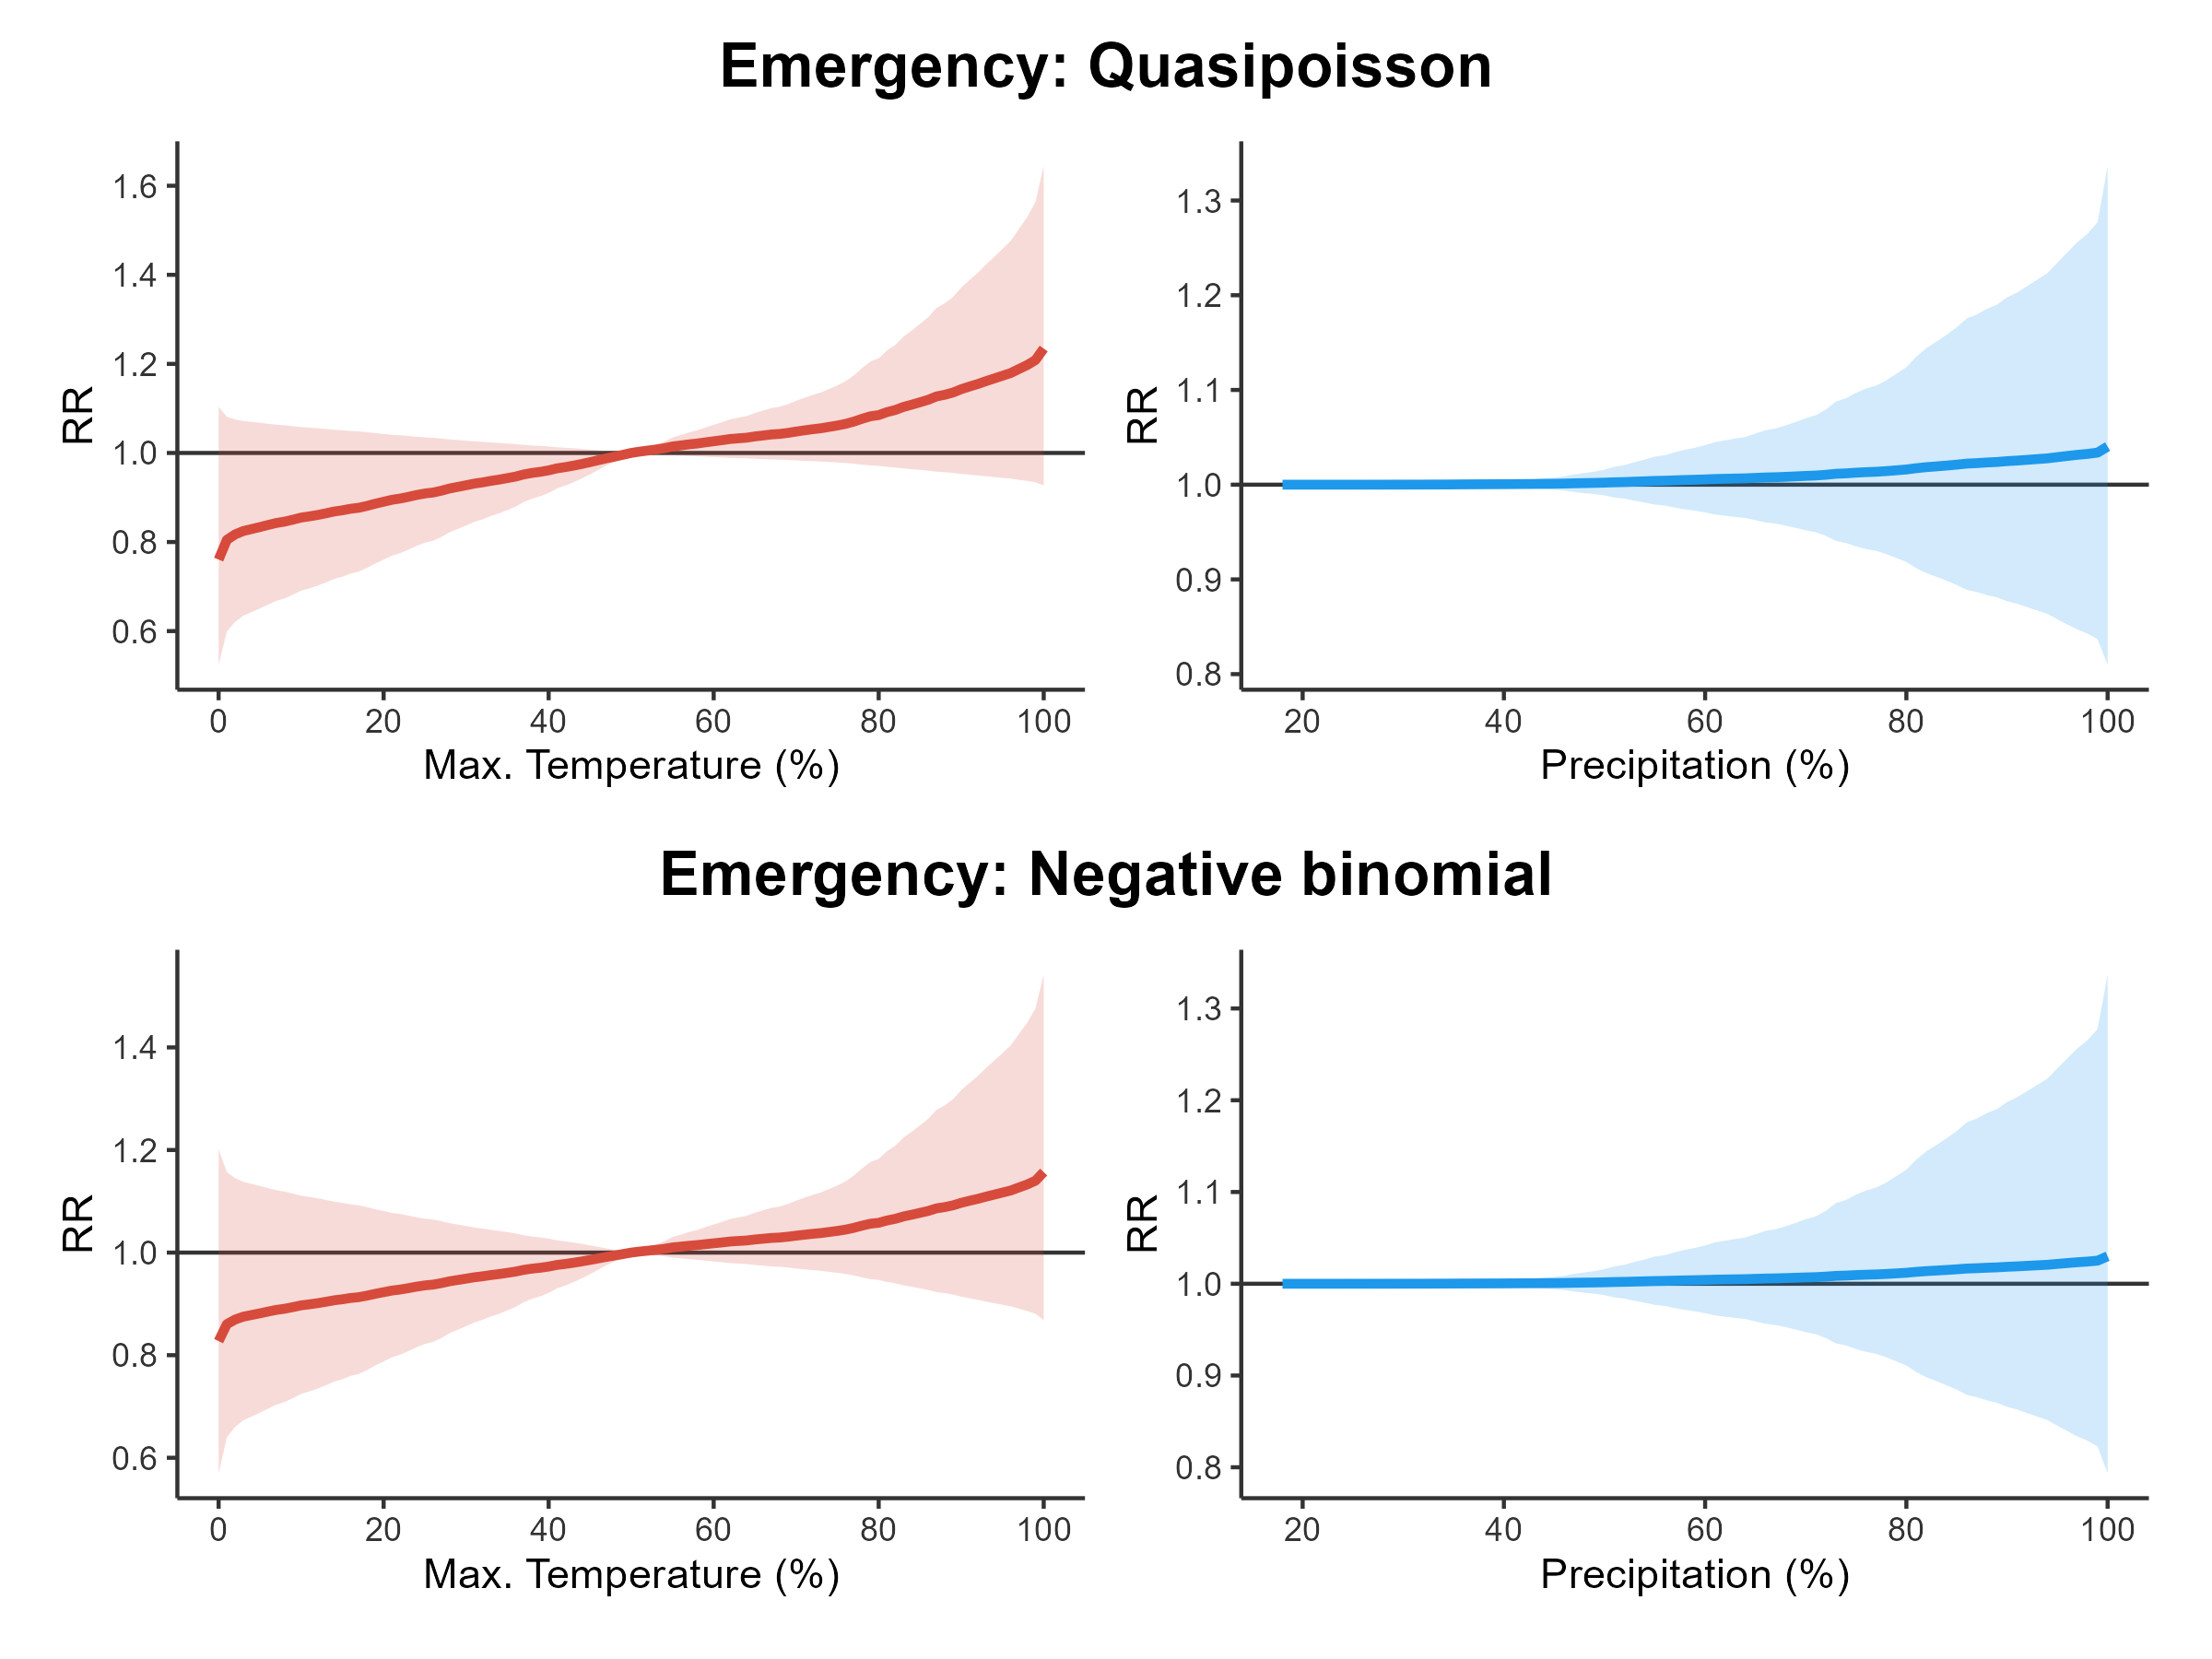 Emergency: Quasipoisson
RR
1.6
1.4
1.2
1.0
0.8
0.6
0 20 40 60 80 100
Max. Temperature (%)
RR
1.3
1.2
1.1
1.0
0.9
0.8
20 40 60 80 100
Precipitation (%)
Emergency: Negative binomial
RR
1.4
1.2
1.0
0.8
0.6
0 20 40 60 80 100
Max. Temperature (%)
RR
1.3
1.2
1.1
1.0
0.9
0.8
20 40 60 80 100
Precipitation (%)